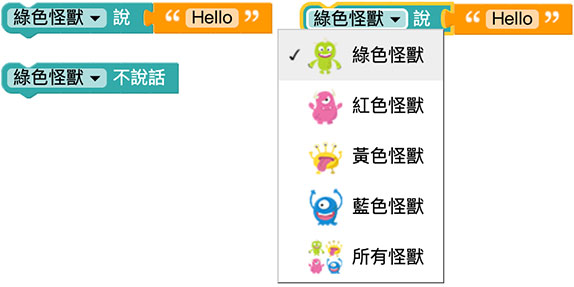 綠色怪獸 說 “ Hello ”
綠色怪獸 不說話
綠色怪獸 說 “ Hello ”
✓ 綠色怪獸
紅色怪獸
黃色怪獸
藍色怪獸
所有怪獸